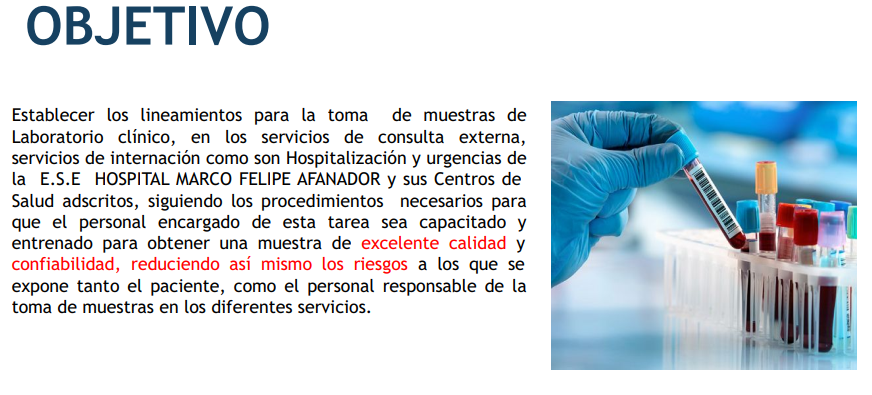 OBJETIVO
Establecer los lineamientos para la toma de muestras de
Laboratorio clínico, en los servicios de consulta externa,
servicios de internación como son Hospitalización y urgencias de
la E.S.E HOSPITAL MARCO FELIPE AFANADOR y sus Centros de
Salud adscritos, siguiendo los procedimientos necesarios para
que el personal encargado de esta tarea sea capacitado y
entrenado para obtener una muestra de excelente calidad y
confiabilidad, reduciendo así mismo los riesgos a los que se
expone tanto el paciente, como el personal responsable de la
toma de muestras en los diferentes servicios.